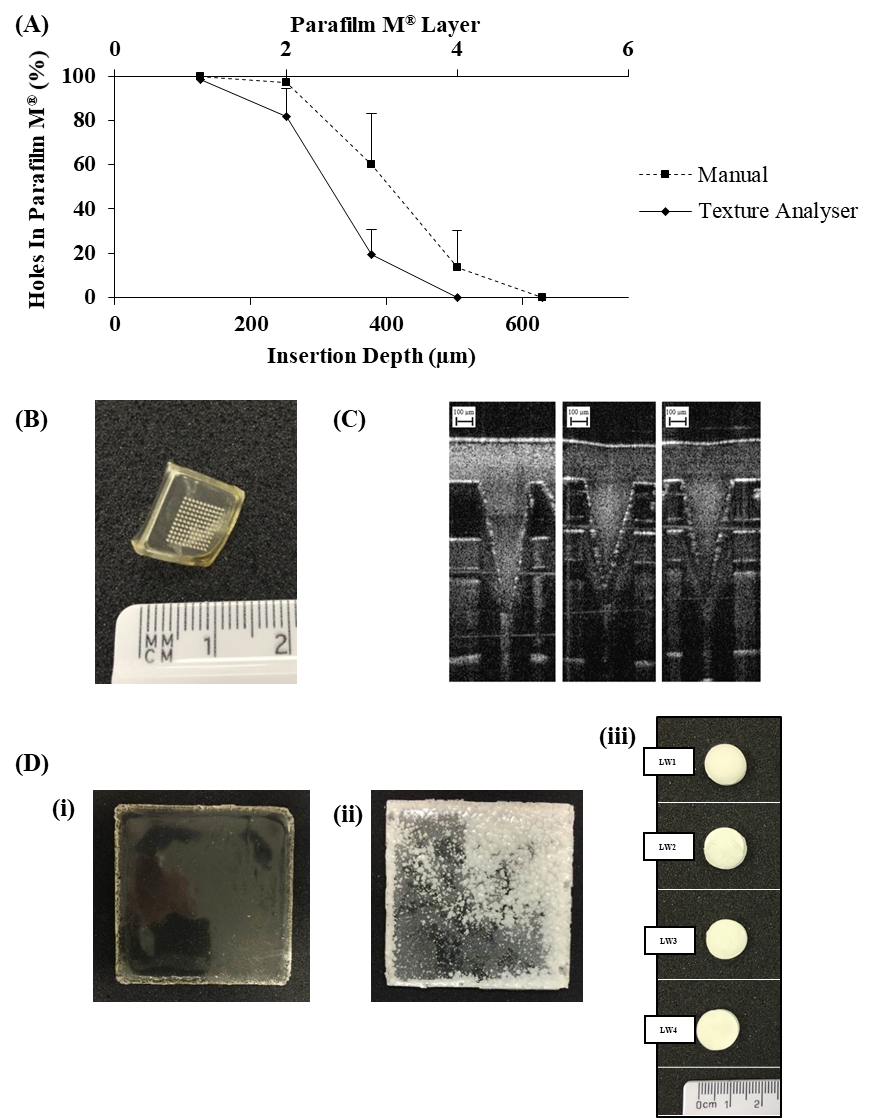 (A)
Parafilm M® Layer
0 2 4 6
Holes In Parafilm M® (%)
100
80
60
40
20
0
0 200 400 600
Insertion Depth (µm)
Manual
Texture Analyser
(B)
MM
CM
1 2
(C)
100 µm
100 µm
100 µm
(D)
(i)
(ii)
(iii)
LW1
LW2
LW3
LW4
0cm 1 2